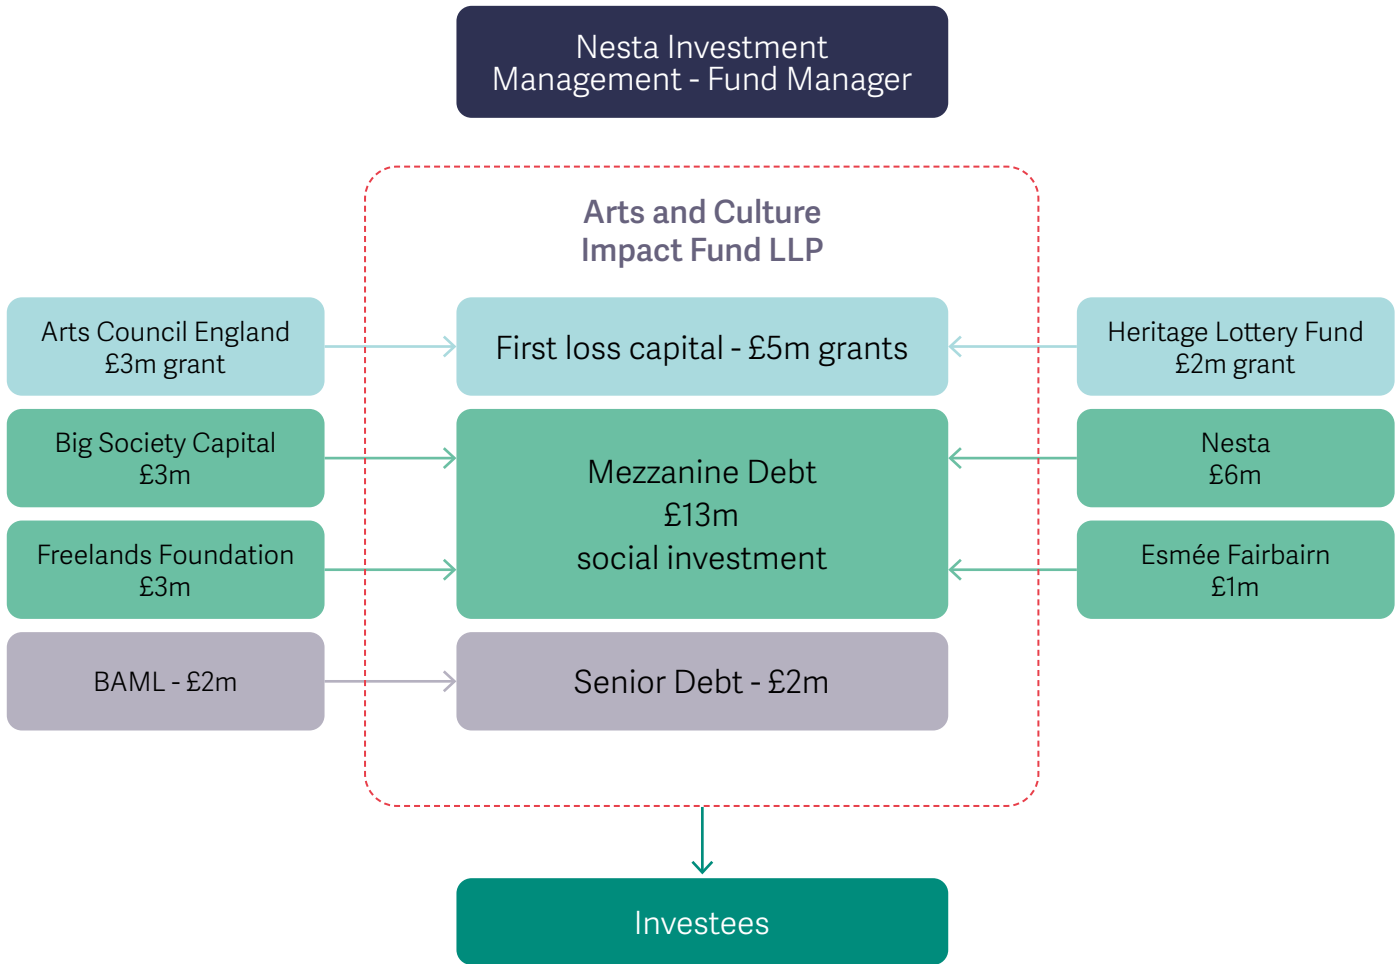 Nesta Investment
Management - Fund Manager
Arts and Culture
Impact Fund LLP
Arts Council England
£3m grant
First loss capital - £5m grants
Heritage Lottery Fund
£2m grant
Big Society Capital
£3m
Mezzanine Debt
£13m
social investment
Nesta
£6m
Freelands Foundation
£3m
Esmée Fairbairn
£1m
BAML - £2m
Senior Debt - £2m
Investees